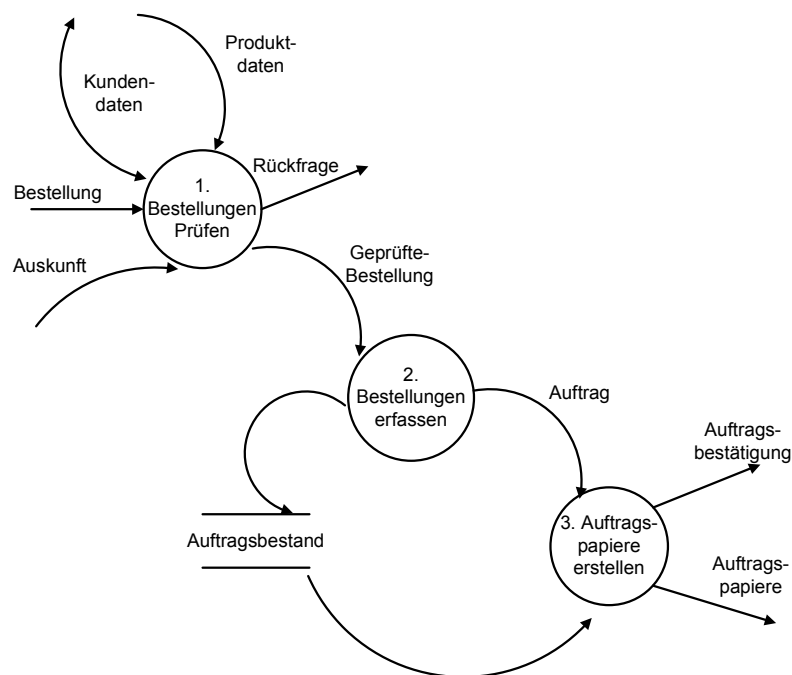 Produkt-
daten
Kunden-
daten
Rückfrage
1.
Bestellungen
Prüfen
Bestellung
Auskunft
Geprüfte-
Bestellung
2.
Bestellungen
erfassen
Auftrag
Auftrags-
bestätigung
3. Auftrags-
papiere
erstellen
Auftragsbestand
Auftrags-
papiere